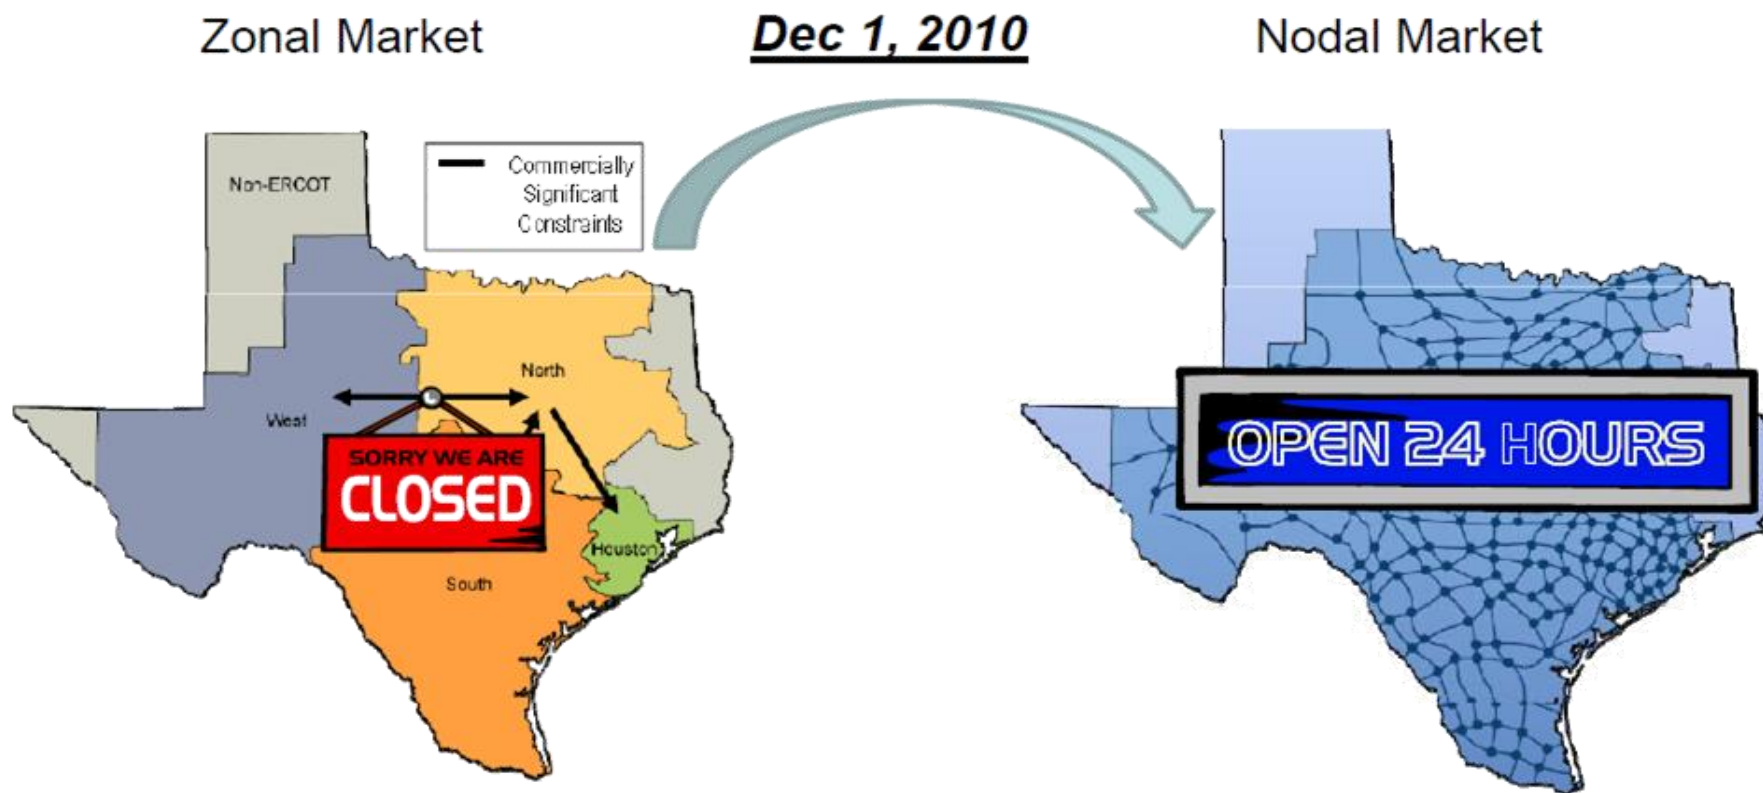 Zonal Market
Dec 1, 2010
Nodal Market
Commercially
Significant
Constraints
Non-ERCOT
North
West
SORRY WE ARE
CLOSED
Houston
South
OPEN 24 HOURS